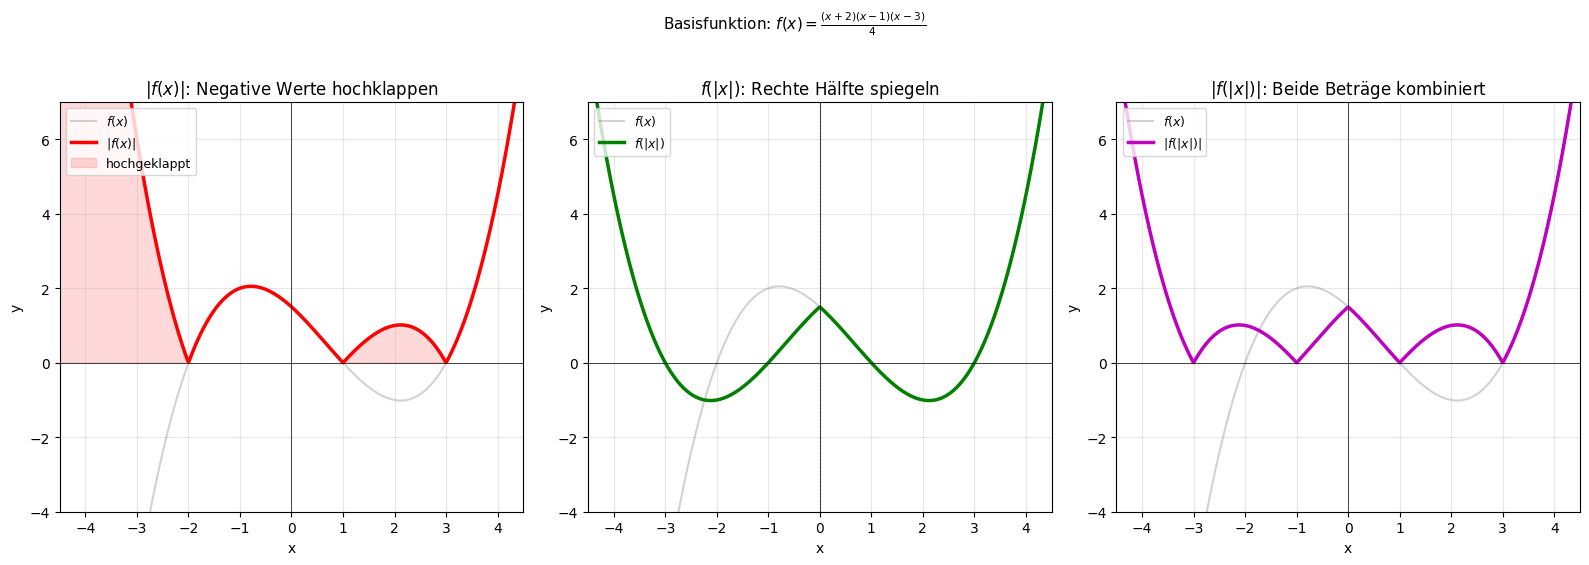 Basisfunktion: f(x) = \frac{(x+2)(x-1)(x-3)}{4}
|f(x)|: Negative Werte hochklappen
f(x)
|f(x)|
hochgeklappt
6
4
2
0
−2
−4
y
−4 −3 −2 −1 0 1 2 3 4
x
f(|x|): Rechte Hälfte spiegeln
f(x)
f(|x|)
6
4
2
0
−2
−4
y
−4 −3 −2 −1 0 1 2 3 4
x
|f(|x|)|: Beide Beträge kombiniert
f(x)
|f(|x|)|
6
4
2
0
−2
−4
y
−4 −3 −2 −1 0 1 2 3 4
x